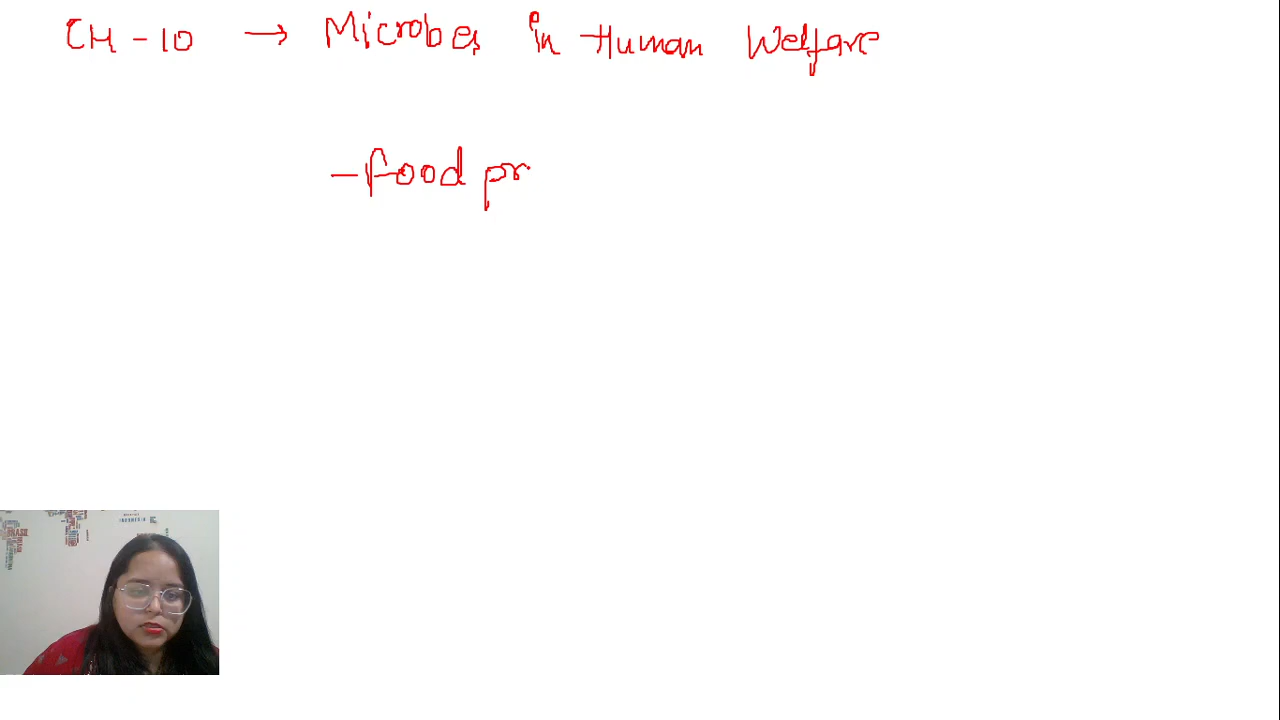 CH - 10 → Microbes in Human Welfare
- food pr